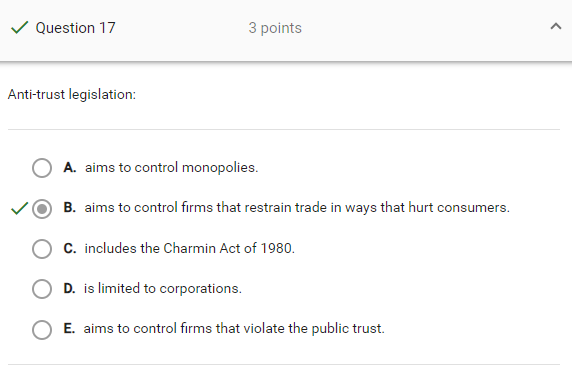 Question 17 3 points
Anti-trust legislation:
A. aims to control monopolies.
B. aims to control firms that restrain trade in ways that hurt consumers.
C. includes the Charmin Act of 1980.
D. is limited to corporations.
E. aims to control firms that violate the public trust.